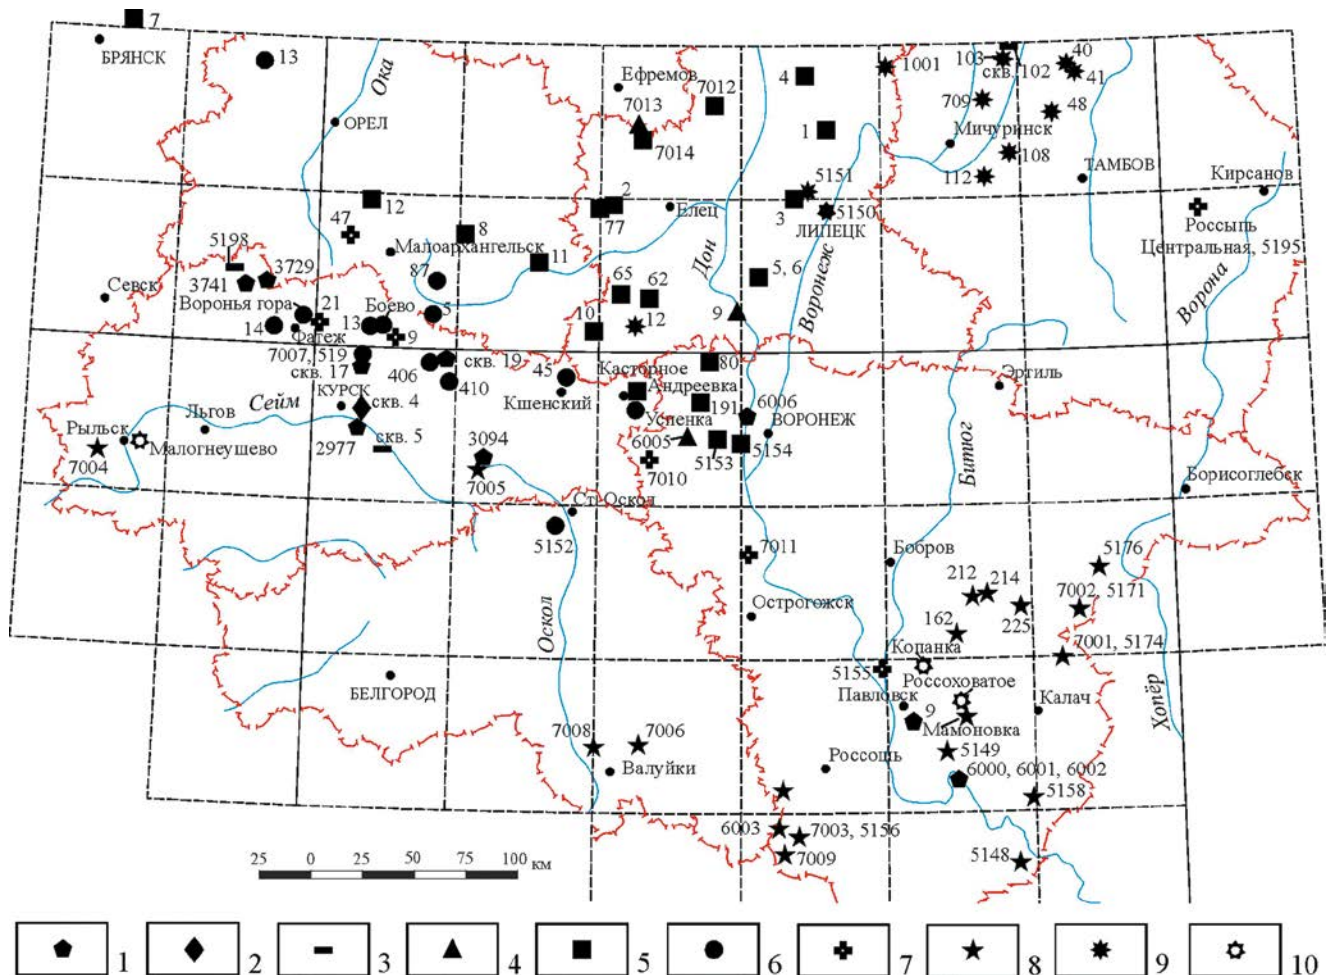 7
БРЯНСК
13
Ока
ОРЕЛ
Ефремов
7012
7013
7014
4
1
1001
103
скв. 102
40
41
709
48
Мичуринск
108
112
ТАМБОВ
Кирсанов
Россыпь
Центральная, 5195
12
47
8
Малоархангельск
11
2
77
Елец
5151
3
5150
ЛИПЕЦК
Дон
Воронеж
Ворона
5198
3741
3729
Севск
Воронья гора
21
Боево
87
5
14
Фатеж
13
9
65
62
10
12
5, 6
9
7007, 519
скв. 17
скв. 19
406
410
45
Касторное
80
Эртиль
КУРСК
скв. 4
Кшенский
Андреевка
191
6006
ВОРОНЕЖ
Сейм
Льгов
Рыльск
Малогнеушево
7004
2977
скв. 5
3094
7005
Успенка
6005
7010
5153
5154
Битюг
Борисоглебск
Ст. Оскол
5152
7011
Бобров
5176
212
214
7002, 5171
225
Острогожск
162
7001, 5174
Оскол
Копанка
5155
Россоховатое
БЕЛГОРОД
Павловск
9
Мамоновка
Калач
Хопёр
7008
7006
Валуйки
Россошь
5149
6000, 6001, 6002
5158
6003
7003, 5156
7009
5148
25 0 25 50 75 100 км
1 2 3 4 5 6 7 8 9 10